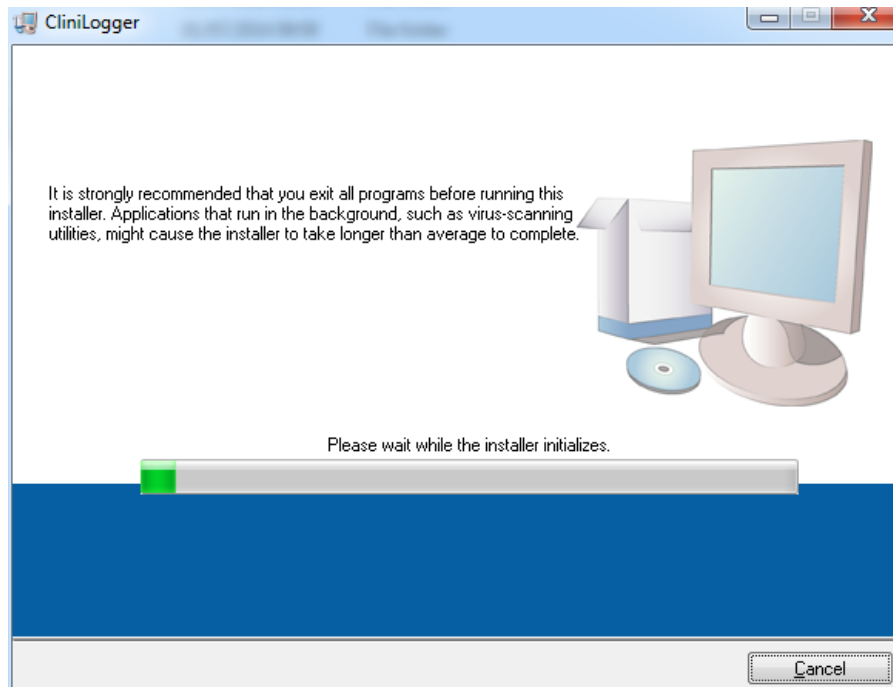 CliniLogger
It is strongly recommended that you exit all programs before running this
installer. Applications that run in the background, such as virus-scanning
utilities, might cause the installer to take longer than average to complete.
Please wait while the installer initializes.
Cancel